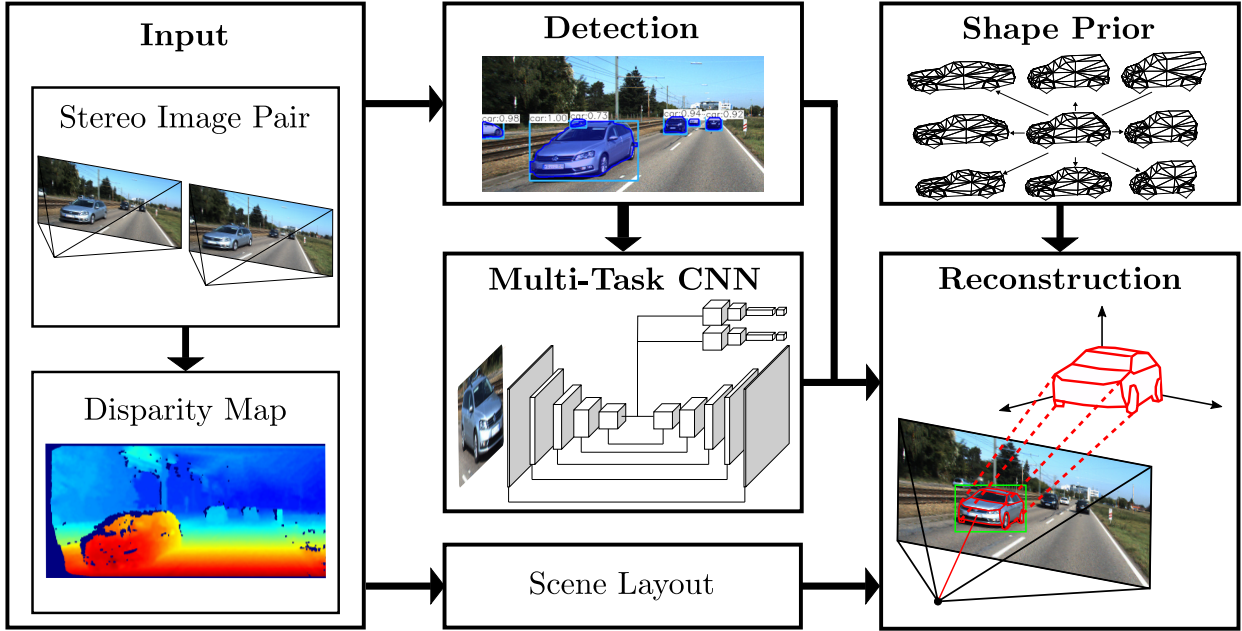 Input
Stereo Image Pair
Disparity Map
Detection
car:0.98
car:1.00
car:0.73
car:0.94
car:0.92
Multi-Task CNN
Scene Layout
Shape Prior
Reconstruction